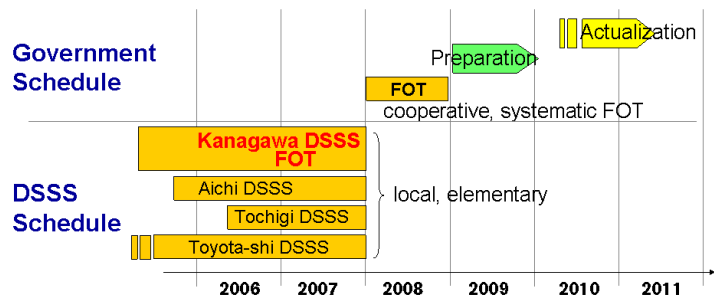 Government
Schedule
Actualization
Preparation
FOT
cooperative, systematic FOT
DSSS
Schedule
Kanagawa DSSS
FOT
Aichi DSSS
Tochigi DSSS
Toyota-shi DSSS
local, elementary
2006 2007 2008 2009 2010 2011